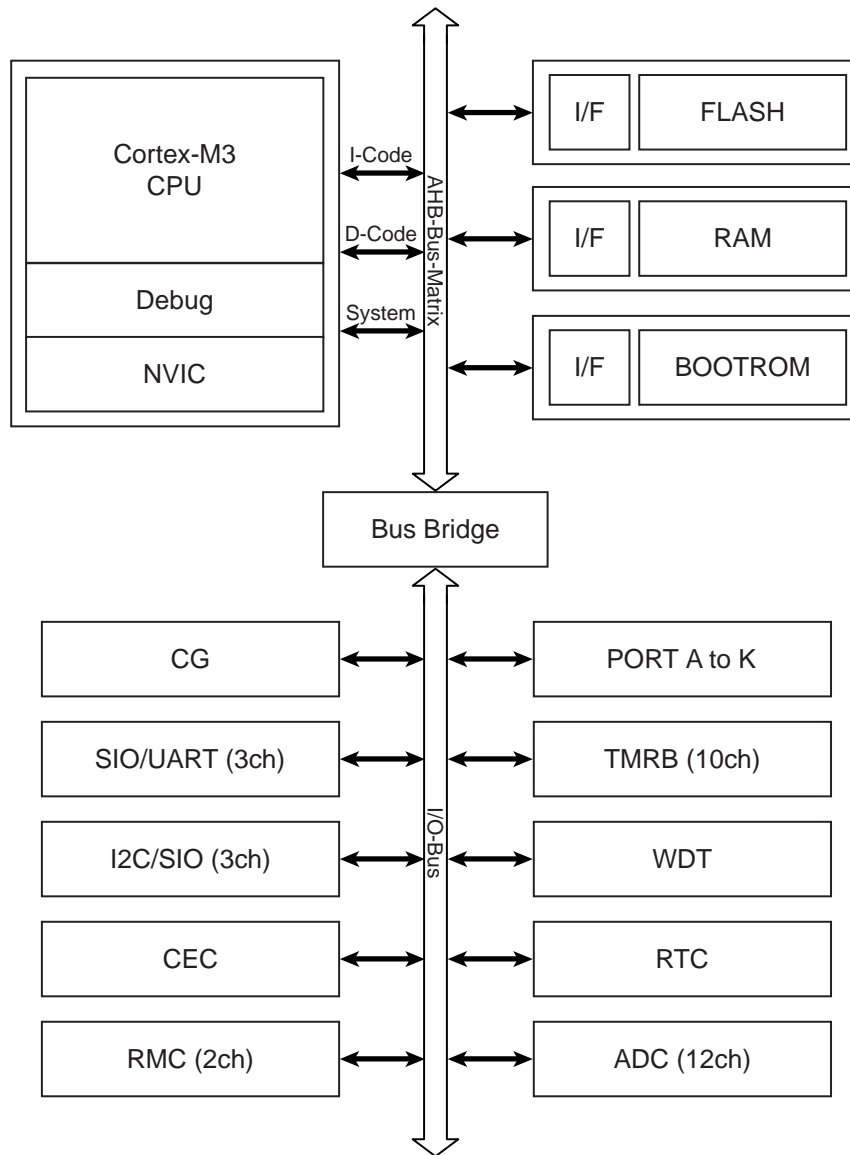 Cortex-M3
CPU
Debug
NVIC
I-Code
D-Code
System
AHB-Bus-Matrix
I/F
FLASH
I/F
RAM
I/F
BOOTROM
Bus Bridge
CG
SIO/UART (3ch)
I2C/SIO (3ch)
CEC
RMC (2ch)
I/O-Bus
PORT A to K
TMRB (10ch)
WDT
RTC
ADC (12ch)